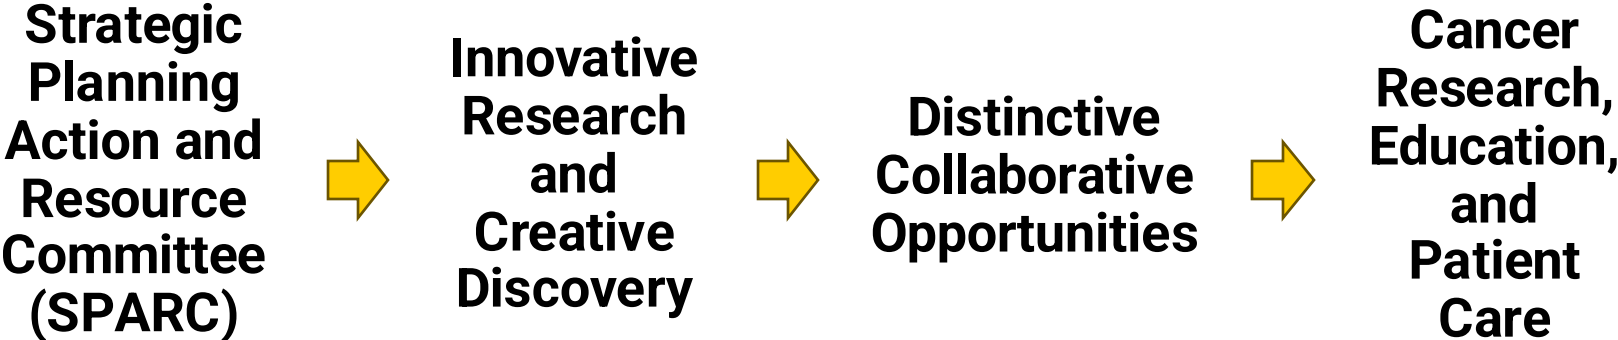 Strategic
Planning
Action and
Resource
Committee
(SPARC)
Innovative
Research
and
Creative
Discovery
Distinctive
Collaborative
Opportunities
Cancer
Research,
Education,
and
Patient
Care